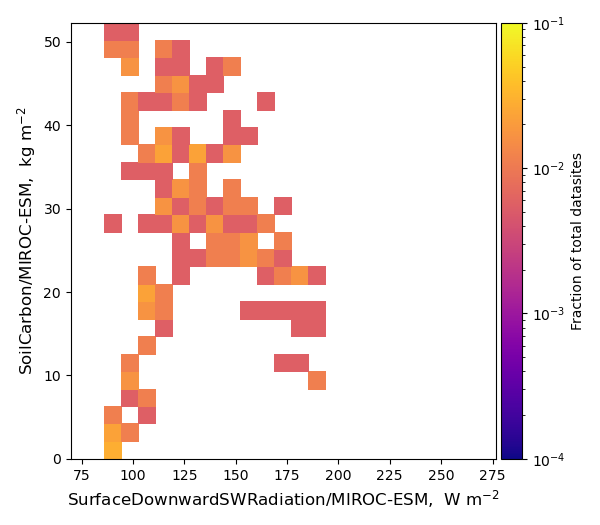 50
40
30
20
10
0
SoilCarbon/MIROC-ESM,  kg m⁻²
75 100 125 150 175 200 225 250 275
SurfaceDownwardSWRadiation/MIROC-ESM,  W m⁻²
10⁻¹
10⁻²
10⁻³
10⁻⁴
Fraction of total datasites